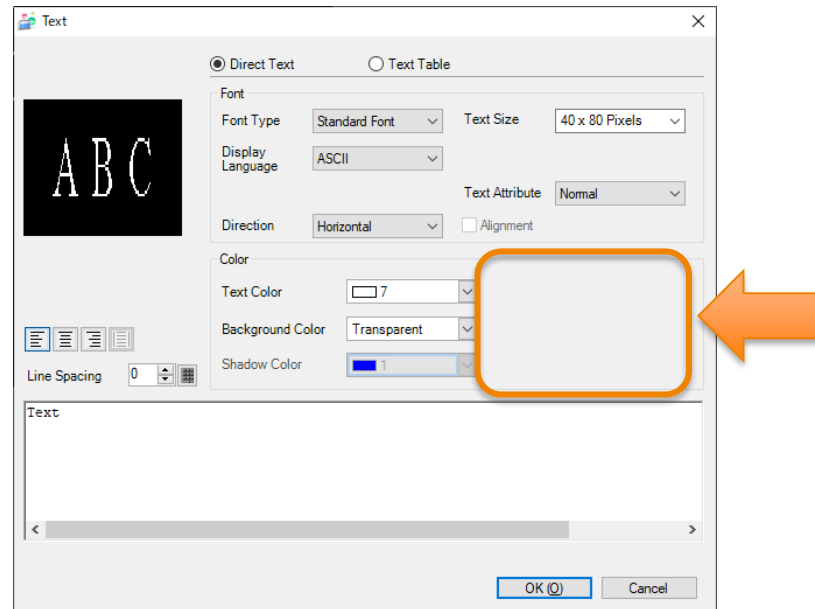 Text
Direct Text Text Table
Font
Font Type Standard Font Text Size 40 x 80 Pixels
Display Language ASCII
Text Attribute Normal
Direction Horizontal Alignment
ABC
Color
Text Color 7
Background Color Transparent
Shadow Color 1
Line Spacing 0
Text
OK (O) Cancel